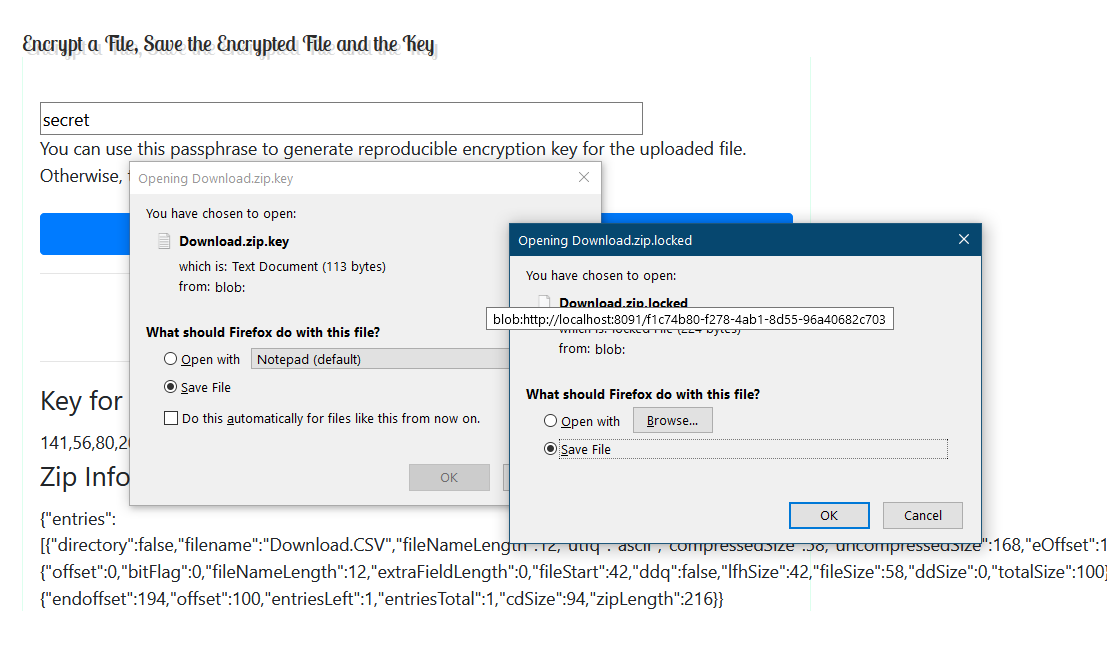 Encrypt a File, Save the Encrypted File and the Key
secret
You can use this passphrase to generate reproducible encryption key for the uploaded file.
Otherwise,
Opening Download.zip.key
You have chosen to open:
Download.zip.key
which is: Text Document (113 bytes)
from: blob:
What should Firefox do with this file?
Open with Notepad (default)
Save File
Do this automatically for files like this from now on.
OK
Opening Download.zip.locked
You have chosen to open:
Download.zip.locked
blob:http://localhost:8091/f1c74b80-f278-4ab1-8d55-96a40682c703
which is: locked File (224 bytes)
from: blob:
What should Firefox do with this file?
Open with Browse...
Save File
OK Cancel
Key for
141,56,80,20
Zip Info
{"entries":
[{"directory":false,"filename":"Download.CSV","fileNameLength":12,"utfq":"ascii","compressedSize":58,"uncompressedSize":168,"eOffset":1
{"offset":0,"bitFlag":0,"fileNameLength":12,"extraFieldLength":0,"fileStart":42,"ddq":false,"lfhSize":42,"fileSize":58,"ddSize":0,"totalSize":100}
{"endoffset":194,"offset":100,"entriesLeft":1,"entriesTotal":1,"cdSize":94,"zipLength":216}}